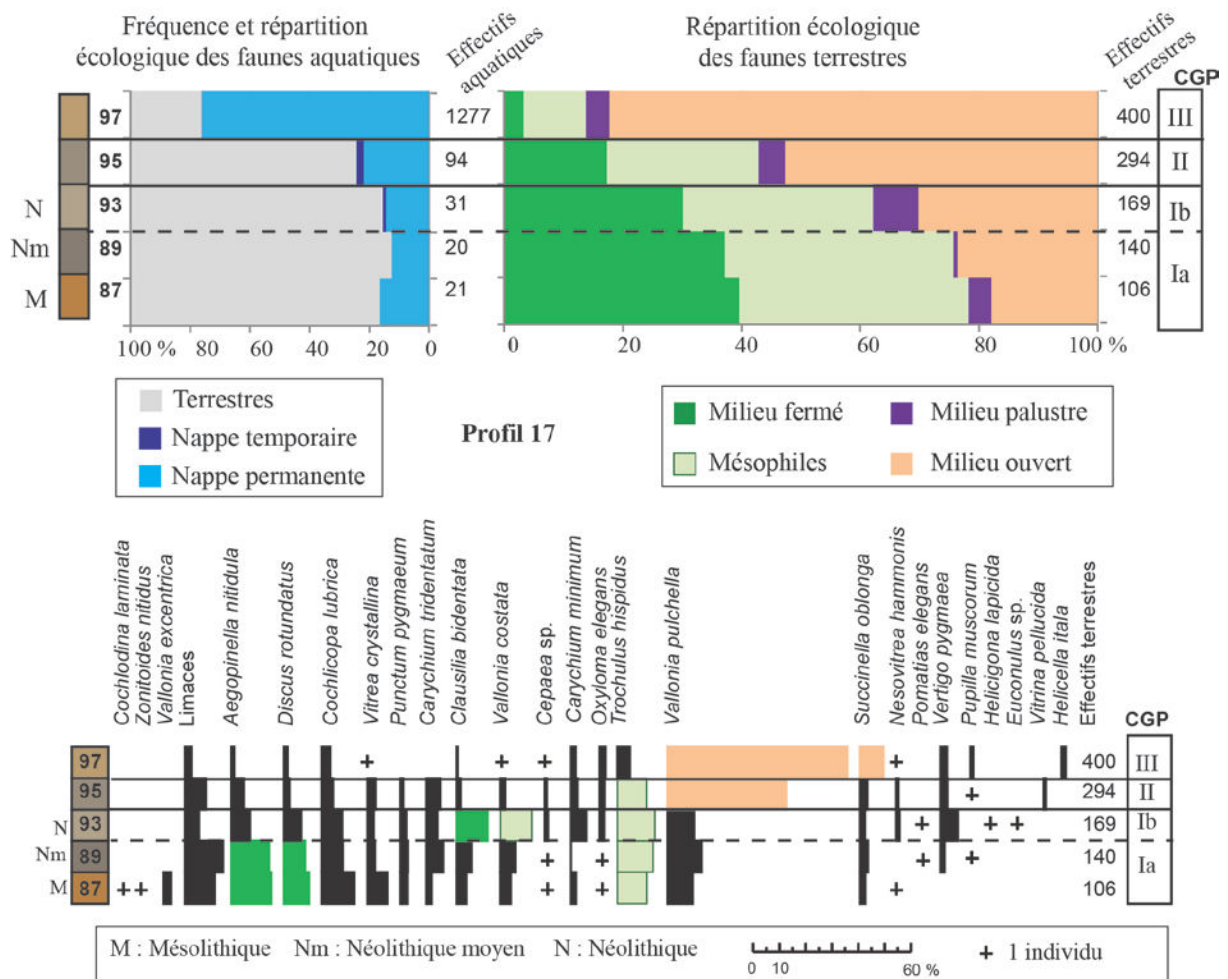 Fréquence et répartition
écologique des faunes aquatiques
Effectifs
aquatiques
Répartition écologique
des faunes terrestres
Effectifs
terrestres
CGP
97 1277 400 III
95 94 294 II
N 93 31 169 Ib
Nm 89 20 140 Ia
M 87 21 106
100 % 80 60 40 20 0
0 20 40 60 80 100 %
Terrestres
Nappe temporaire
Nappe permanente
Profil 17
Milieu fermé
Milieu palustre
Mésophiles
Milieu ouvert
Cochlodina laminata
Zonitoides nitidus
Vallonia excentrica
Limaces
Aegopinella nitidula
Discus rotundatus
Cochlicopa lubrica
Vitrea crystallina
Punctum pygmaeum
Carychium tridentatum
Clausilia bidentata
Vallonia costata
Cepaea sp.
Carychium minimum
Oxyloma elegans
Trochulus hispidus
Vallonia pulchella
Succinella oblonga
Nesovitrea hammonis
Pomatias elegans
Vertigo pygmaea
Pupilla muscorum
Helicigona lapicida
Euconulus sp.
Vitrina pellucida
Helicella itala
Effectifs terrestres
CGP
97 + + + + 400 III
95 + 294 II
N 93 + + + 169 Ib
Nm 89 + + + + 140 Ia
M 87 + + + + + 106
M : Mésolithique Nm : Néolithique moyen N : Néolithique
0 10 60 %
+ 1 individu